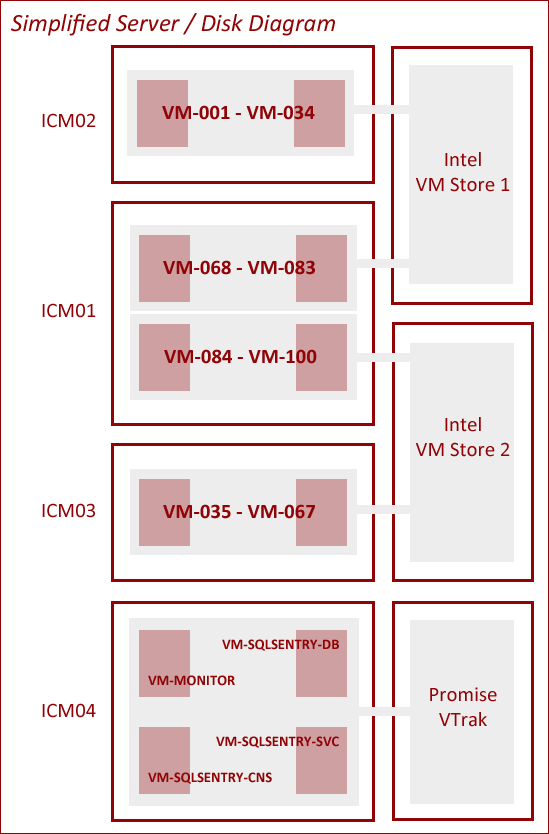 Simplified Server / Disk Diagram
ICM02
VM-001 - VM-034
Intel
VM Store 1
ICM01
VM-068 - VM-083
VM-084 - VM-100
Intel
VM Store 2
ICM03
VM-035 - VM-067
ICM04
VM-SQLSENTRY-DB
VM-MONITOR
VM-SQLSENTRY-SVC
VM-SQLSENTRY-CNS
Promise
VTrak